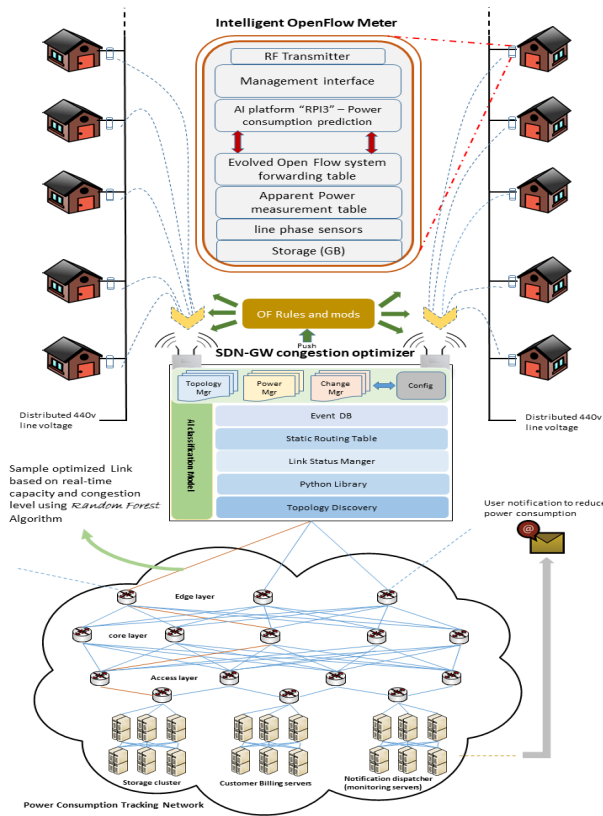 Intelligent OpenFlow Meter
RF Transmitter
Management interface
AI platform "RPI3" – Power
consumption prediction
Evolved Open Flow system
forwarding table
Apparent Power
measurement table
line phase sensors
Storage (GB)
OF Rules and mods
Push
SDN-GW congestion optimizer
Topology
Mgr
Power
Mgr
Change Mgr
Config
AI classification Model
Event DB
Static Routing Table
Link Status Manger
Python Library
Topology Discovery
Distributed 440v
line voltage
Distributed 440v
line voltage
Sample optimized Link
based on real-time
capacity and congestion
level using Random Forest
Algorithm
User notification to reduce
power consumption
@
Edge layer
core layer
Access layer
Storage cluster
Customer Billing servers
Notification dispatcher
(monitoring servers)
Power Consumption Tracking Network